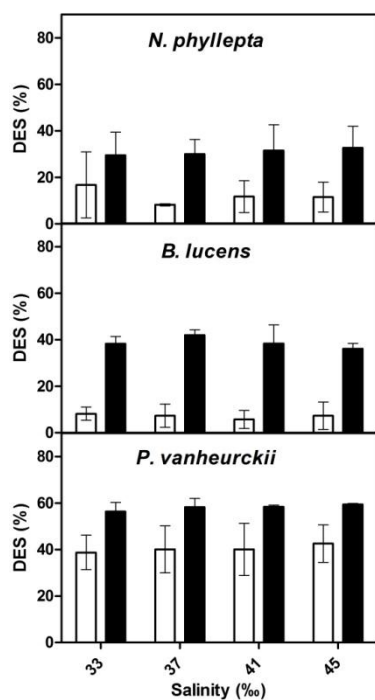 N. phyllepta
DES (%)
80
60
40
20
0
B. lucens
DES (%)
80
60
40
20
0
P. vanheurckii
DES (%)
80
60
40
20
0
33 37 41 45
Salinity (‰)